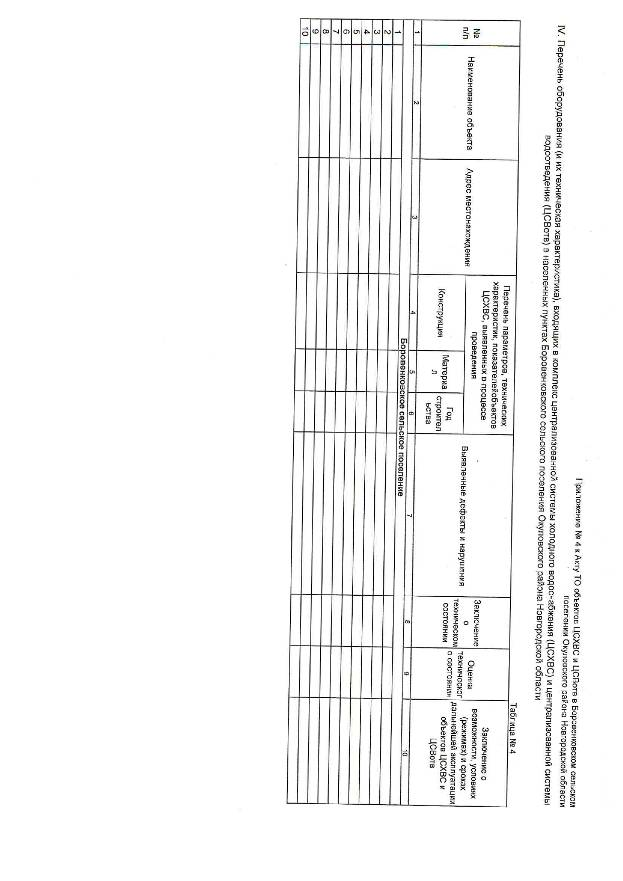 Приложение № 4 к Акту ТО объектов ЦСХВС и ЦСВотв в Боровенковском сельском
поселении Окуловского района Новгородской области
IV. Перечень оборудования (и их техническая характеристика), входящих в комплекс централизованной системы холодного водоснабжения (ЦСХВС) и централизованной системы
водоотведения (ЦСВотв) в населенных пунктах Боровенковского сельского поселения Окуловского района Новгородской области
Таблица № 4
№
п/п
Наименование объекта
Адрес местонахождения
Перечень параметров, технических
характеристик, показателей объектов
ЦСХВС, выявленных в процессе
проведения
Конструкция
Материа
л
Год
строител
ьства
Выявленные дефекты и нарушения
Заключение
о
техническом
состоянии
Оценка
техническог
о состояния
Заключение о
возможности, условиях
(режимах) и сроках
дальнейшей эксплуатации
объектов ЦСХВС и
ЦСВотв
1 2 3 4 5 6 7 8 9 10
Боровенковское сельское поселение
1
2
3
4
5
6
7
8
9
10